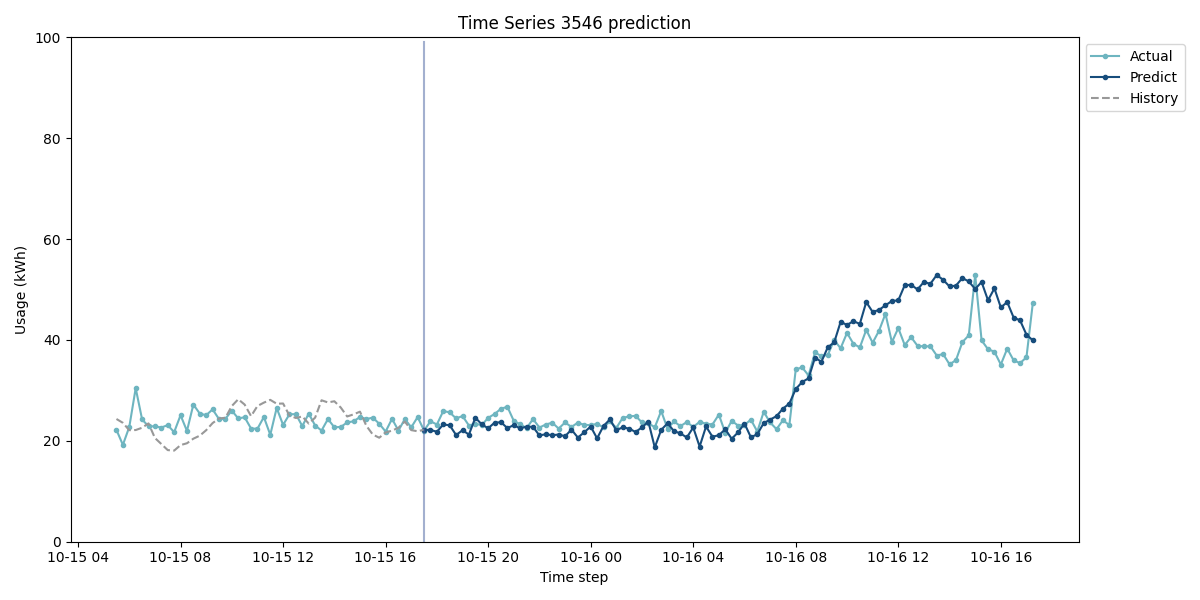 Time Series 3546 prediction
Usage (kWh)
100
80
60
40
20
0
10-15 04
10-15 08
10-15 12
10-15 16
10-15 20
10-16 00
10-16 04
10-16 08
10-16 12
10-16 16
Time step
Actual
Predict
History